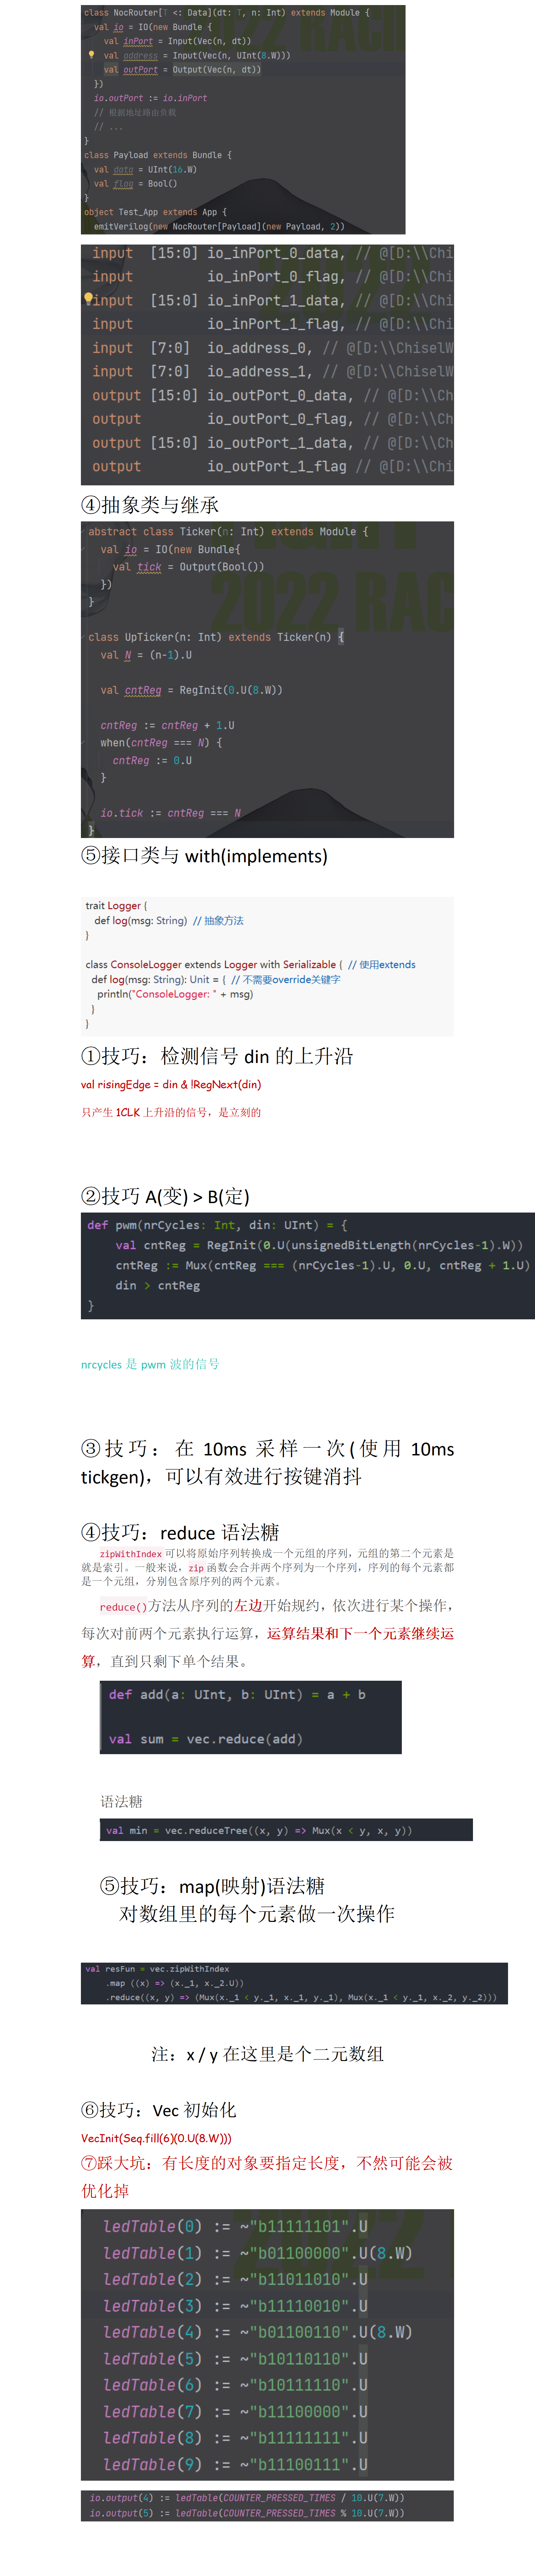 class NocRouter[T <: Data](dt: T, n: Int) extends Module {
val io = IO(new Bundle {
val inPort = Input(Vec(n, dt))
val address = Input(Vec(n, UInt(8.W)))
val outPort = Output(Vec(n, dt))
})
io.outPort := io.inPort
// 根据地址路由负载
// ...
}
class Payload extends Bundle {
val data = UInt(16.W)
val flag = Bool()
}
object Test_App extends App {
emitVerilog(new NocRouter[Payload](new Payload, 2))
input [15:0] io_inPort_0_data, // @[D:\\Chi
input io_inPort_0_flag, // @[D:\\Ch
input [15:0] io_inPort_1_data, // @[D:\\Chi
input io_inPort_1_flag, // @[D:\\Ch
input [7:0] io_address_0, // @[D:\\ChiselW
input [7:0] io_address_1, // @[D:\\ChiselW
output [15:0] io_outPort_0_data, // @[D:\\C
output io_outPort_0_flag, // @[D:\\C
output [15:0] io_outPort_1_data, // @[D:\\C
output io_outPort_1_flag // @[D:\\Ch
④抽象类与继承
abstract class Ticker(n: Int) extends Module {
val io = IO(new Bundle{
val tick = Output(Bool())
})
}
2022 RAC
class UpTicker(n: Int) extends Ticker(n) {
val N = (n-1).U
val cntReg = RegInit(0.U(8.W))
cntReg := cntReg + 1.U
when(cntReg === N) {
cntReg := 0.U
}
io.tick := cntReg === N
}
⑤接口类与 with(implements)
trait Logger {
def log(msg: String) // 抽象方法
}
class ConsoleLogger extends Logger with Serializable { // 使用extends
def log(msg: String): Unit = { // 不需要override关键字
println("ConsoleLogger: " + msg)
}
}
①技巧：检测信号 din 的上升沿
val risingEdge = din & !RegNext(din)
只产生 1CLK 上升沿的信号，是立刻的
②技巧 A(变) > B(定)
def pwm(nrCycles: Int, din: UInt) = {
val cntReg = RegInit(0.U(unsignedBitLength(nrCycles-1).W))
cntReg := Mux(cntReg === (nrCycles-1).U, 0.U, cntReg + 1.U)
din > cntReg
}
nrcycles 是 pwm 波的信号
③技巧：在 10ms 采样一次(使用 10ms
tickgen)，可以有效进行按键消抖
④技巧：reduce 语法糖
zipWithIndex 可以将原始序列转换成一个元组的序列，元组的第二个元素是
就是索引。一般来说，zip 函数会合并两个序列为一个序列，序列的每个元素都
是一个元组，分别包含原序列的两个元素。
reduce()方法从序列的左边开始规约，依次进行某个操作，
每次对前两个元素执行运算，运算结果和下一个元素继续运
算，直到只剩下单个结果。
def add(a: UInt, b: UInt) = a + b
val sum = vec.reduce(add)
语法糖
val min = vec.reduceTree((x, y) => Mux(x < y, x, y))
⑤技巧：map(映射)语法糖
对数组里的每个元素做一次操作
val resFun = vec.zipWithIndex
.map ((x) => (x._1, x._2.U))
.reduce((x, y) => (Mux(x._1 < y._1, x._1, y._1), Mux(x._1 < y._1, x._2, y._2)))
注：x / y 在这里是个二元数组
⑥技巧：Vec 初始化
VecInit(Seq.fill(6)(0.U(8.W)))
⑦踩大坑：有长度的对象要指定长度，不然可能会被
优化掉
ledTable(0) := ~"b11111101".U
ledTable(1) := ~"b01100000".U(8.W)
ledTable(2) := ~"b11011010".U
ledTable(3) := ~"b11110010".U
ledTable(4) := ~"b01100110".U(8.W)
ledTable(5) := ~"b10110110".U
ledTable(6) := ~"b10111110".U
ledTable(7) := ~"b11100000".U
ledTable(8) := ~"b11111111".U
ledTable(9) := ~"b11100111".U
io.output(4) := ledTable(COUNTER_PRESSED_TIMES / 10.U(7.W))
io.output(5) := ledTable(COUNTER_PRESSED_TIMES % 10.U(7.W))